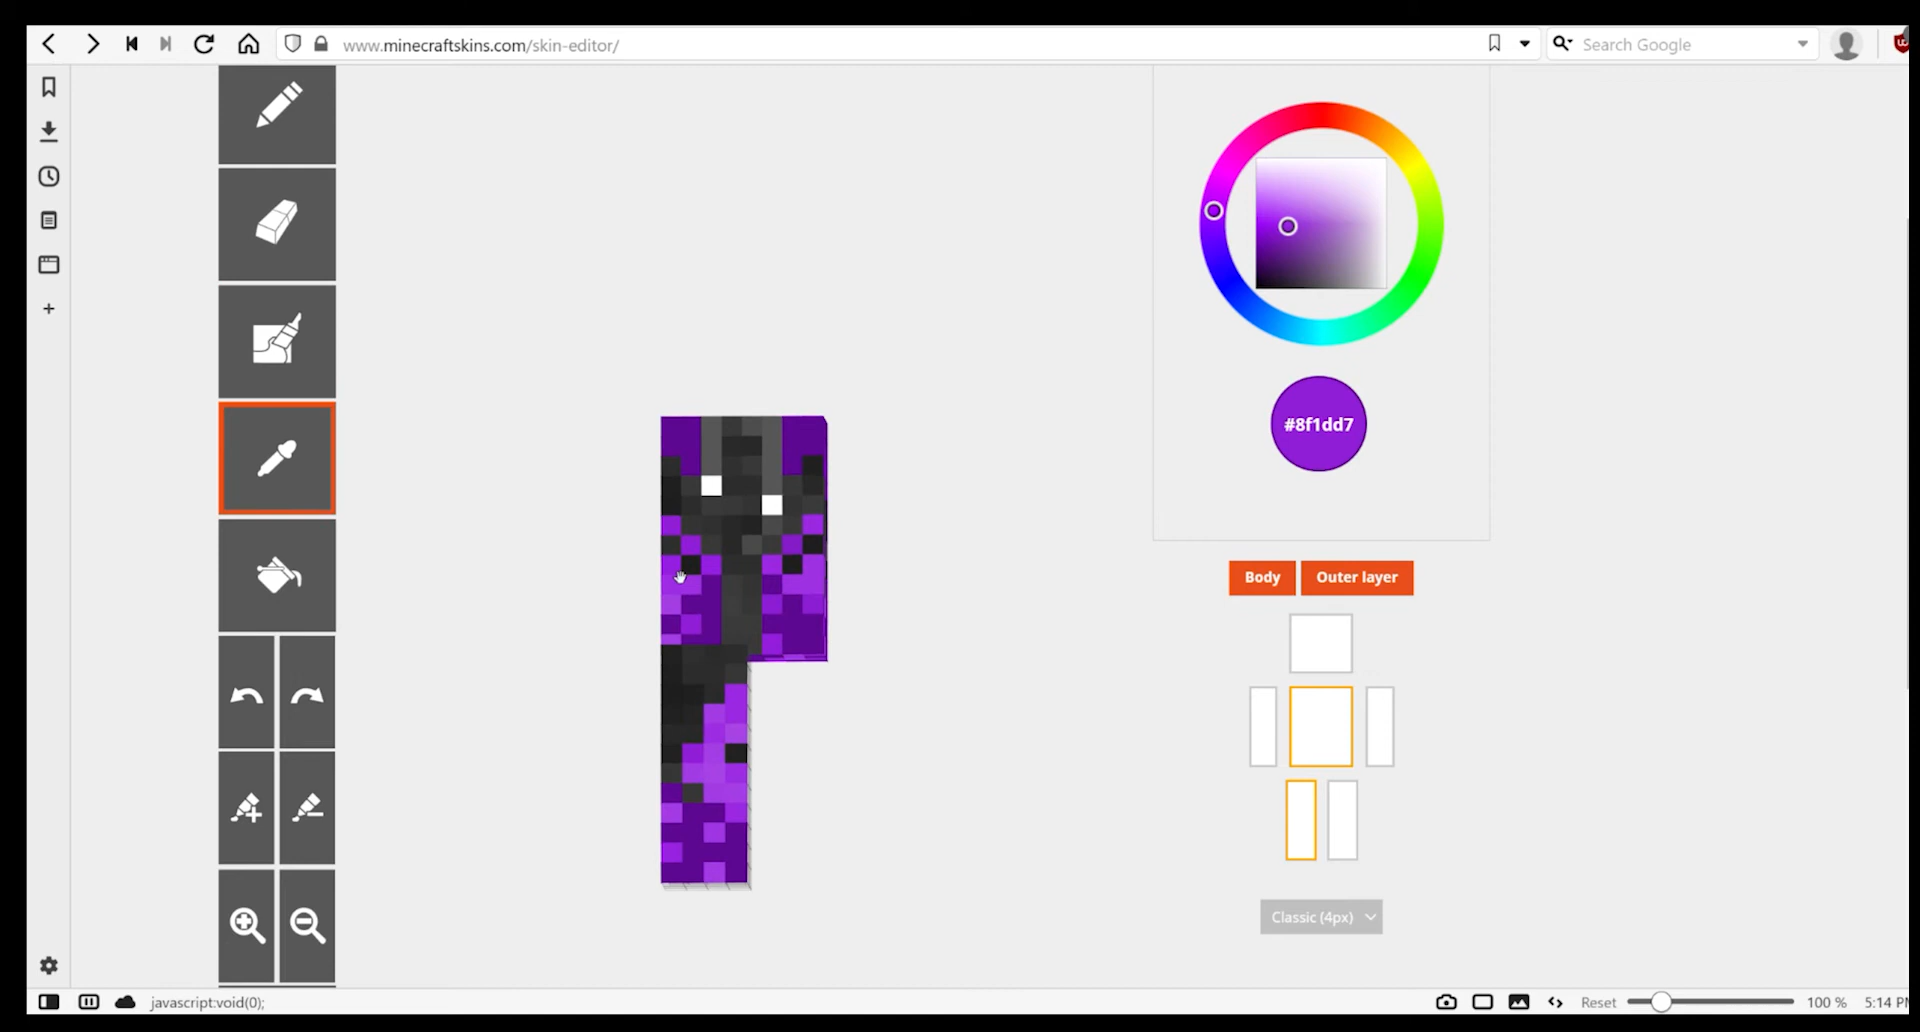 www.minecraftskins.com/skin-editor/
Search Google
#8f1dd7
Body
Outer layer
Classic (4px)
javascript:void(0);
Reset
100 %
5:14